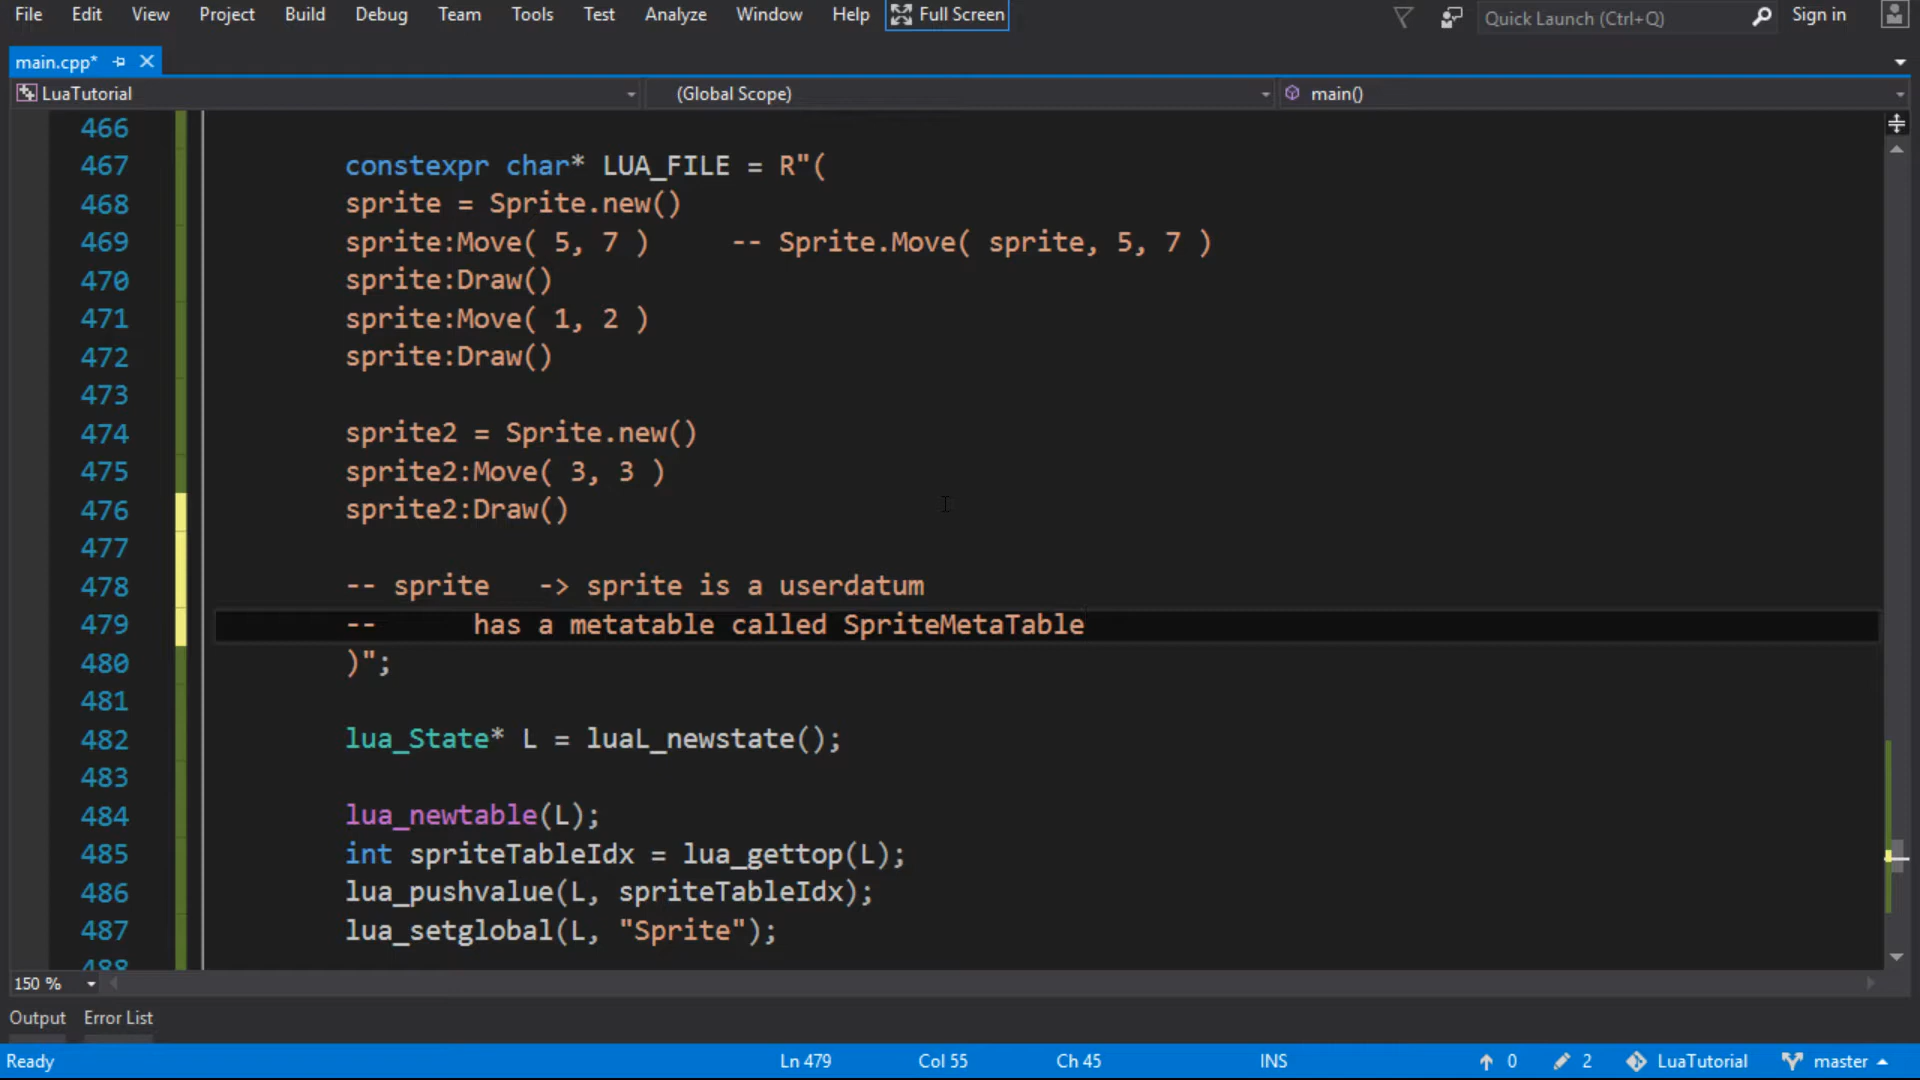 File Edit View Project Build Debug Team Tools Test Analyze Window Help Full Screen Quick Launch (Ctrl+Q) Sign in
main.cpp*
LuaTutorial (Global Scope) main()
466
467 constexpr char* LUA_FILE = R"(
468 sprite = Sprite.new()
469 sprite:Move( 5, 7 ) -- Sprite.Move( sprite, 5, 7 )
470 sprite:Draw()
471 sprite:Move( 1, 2 )
472 sprite:Draw()
473
474 sprite2 = Sprite.new()
475 sprite2:Move( 3, 3 )
476 sprite2:Draw()
477
478 -- sprite -> sprite is a userdatum
479 -- has a metatable called SpriteMetaTable
480 )";
481
482 lua_State* L = luaL_newstate();
483
484 lua_newtable(L);
485 int spriteTableIdx = lua_gettop(L);
486 lua_pushvalue(L, spriteTableIdx);
487 lua_setglobal(L, "Sprite");
488
150 %
Output Error List
Ready Ln 479 Col 55 Ch 45 INS 0 2 LuaTutorial master